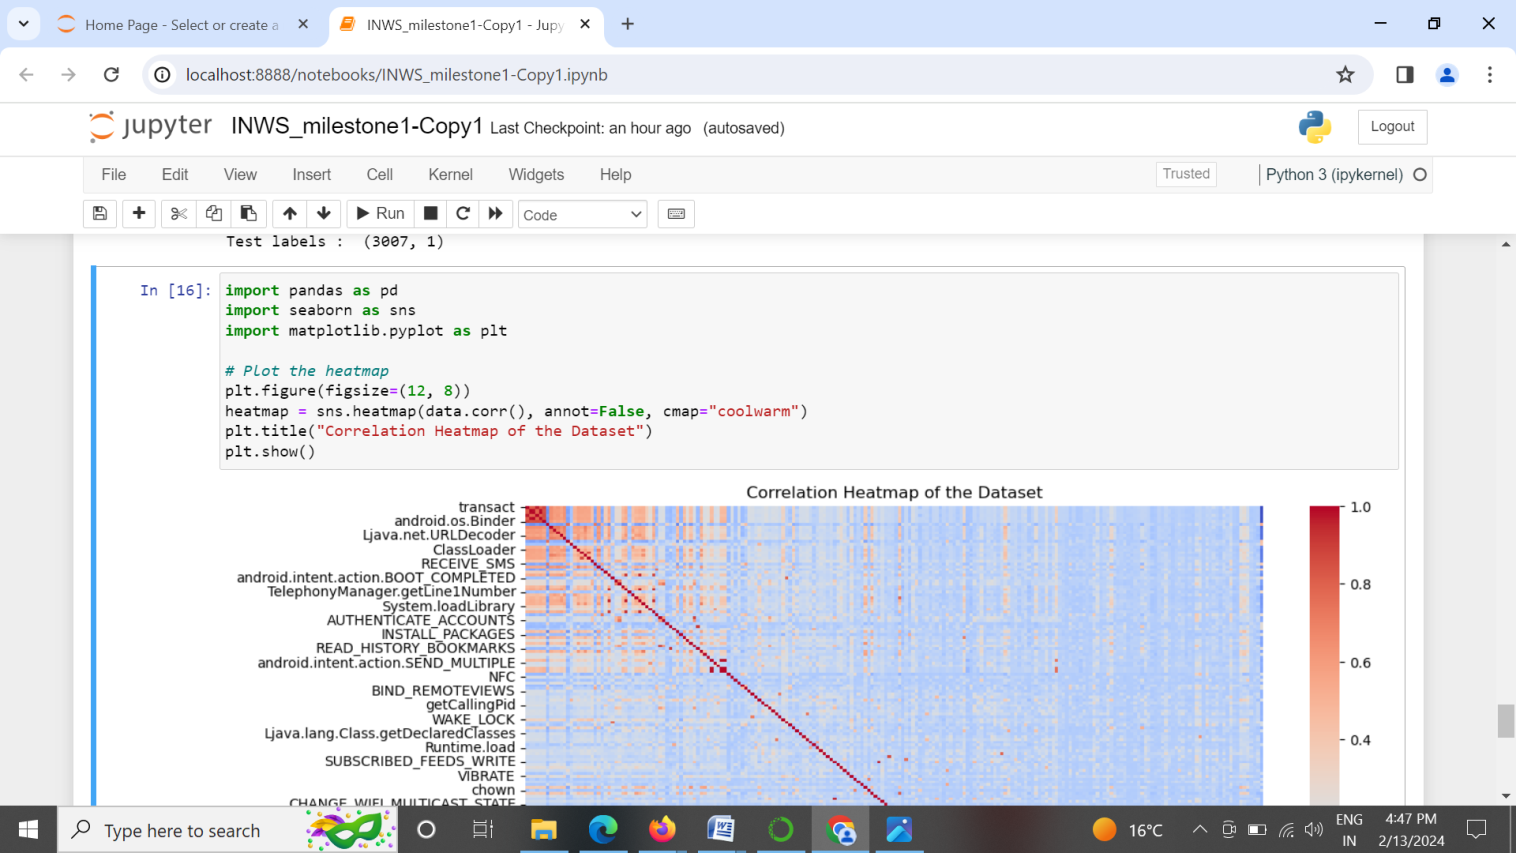 Home Page - Select or create a
INWS_milestone1-Copy1 - Jupy
localhost:8888/notebooks/INWS_milestone1-Copy1.ipynb
jupyter INWS_milestone1-Copy1 Last Checkpoint: an hour ago (autosaved)
Logout
File Edit View Insert Cell Kernel Widgets Help
Trusted
Python 3 (ipykernel)
Run
Code
Test labels : (3007, 1)
In [16]:
import pandas as pd
import seaborn as sns
import matplotlib.pyplot as plt
# Plot the heatmap
plt.figure(figsize=(12, 8))
heatmap = sns.heatmap(data.corr(), annot=False, cmap="coolwarm")
plt.title("Correlation Heatmap of the Dataset")
plt.show()
Correlation Heatmap of the Dataset
transact
android.os.Binder
Ljava.net.URLDecoder
ClassLoader
RECEIVE_SMS
android.intent.action.BOOT_COMPLETED
TelephonyManager.getLine1Number
System.loadLibrary
AUTHENTICATE_ACCOUNTS
INSTALL_PACKAGES
READ_HISTORY_BOOKMARKS
android.intent.action.SEND_MULTIPLE
NFC
BIND_REMOTEVIEWS
getCallingPid
WAKE_LOCK
Ljava.lang.Class.getDeclaredClasses
Runtime.load
SUBSCRIBED_FEEDS_WRITE
VIBRATE
chown
CHANGE_WIFI_MULTICAST_STATE
1.0
0.8
0.6
0.4
Type here to search
16°C
ENG
IN
4:47 PM
2/13/2024